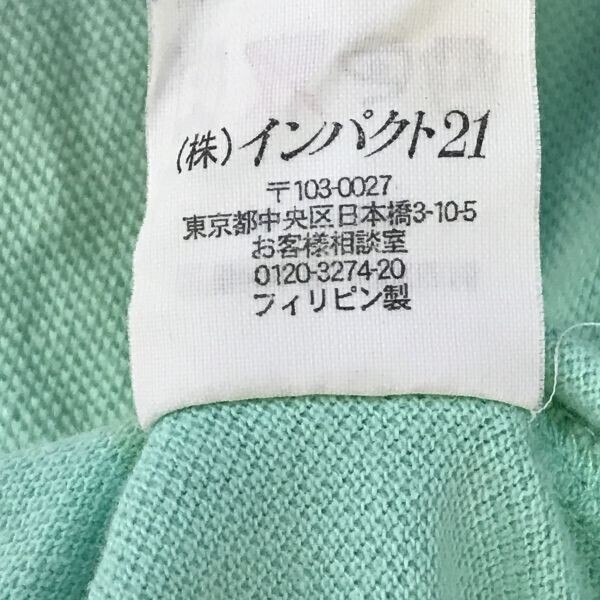 (株)インパクト21
〒103-0027
東京都中央区日本橋3-10-5
お客様相談室
0120-3274-20
フィリピン製